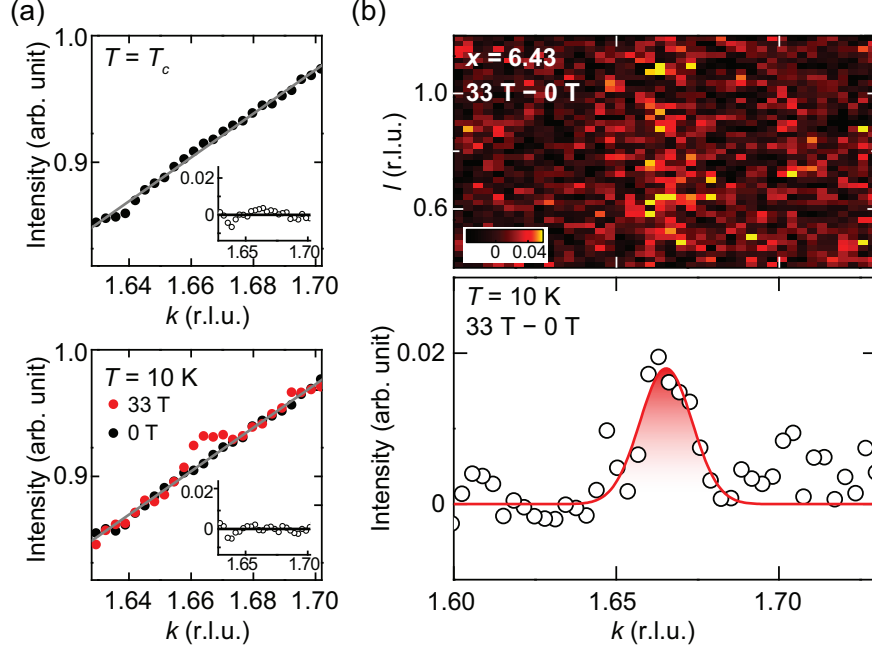 (a)
1.0
T = Tc
Intensity (arb. unit)
0.9
0.02
0
1.65
1.70
1.64
1.66
1.68
1.70
k (r.l.u.)
1.0
T = 10 K
33 T
0 T
Intensity (arb. unit)
0.9
0.02
0
1.65
1.70
1.64
1.66
1.68
1.70
k (r.l.u.)
(b)
x = 6.43
33 T − 0 T
1.0
l (r.l.u.)
0.6
0
0.04
T = 10 K
33 T − 0 T
0.02
Intensity (arb. unit)
0
1.60
1.65
1.70
k (r.l.u.)